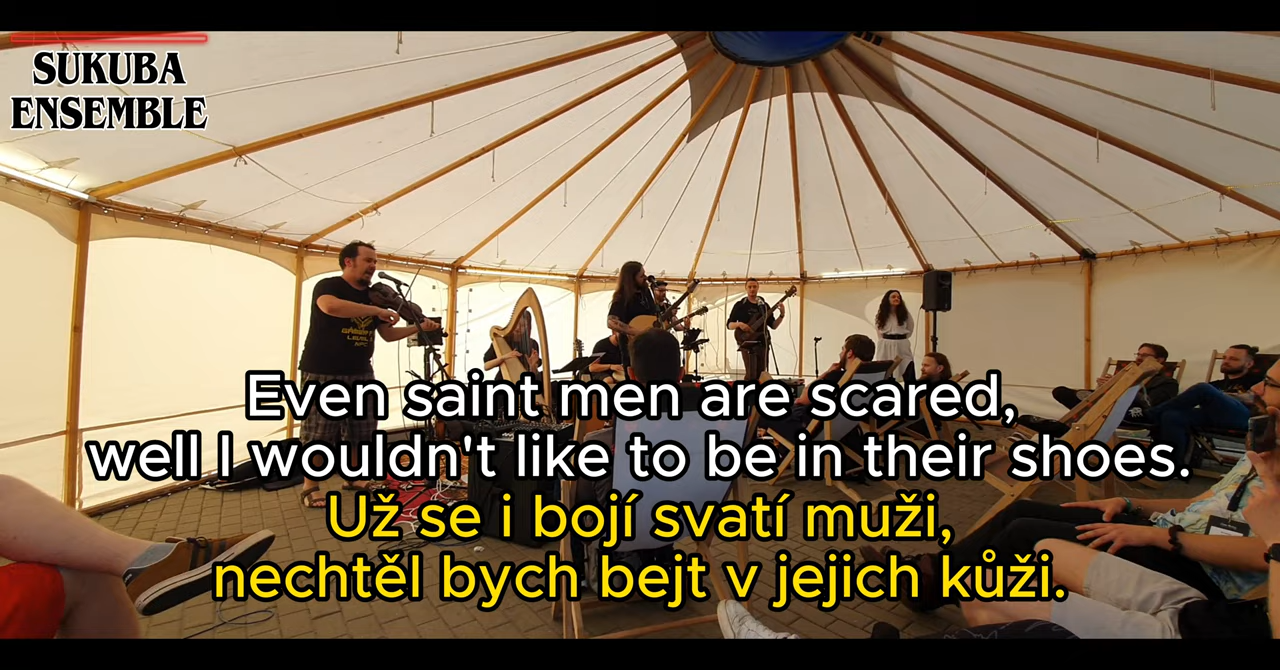 SUKUBA
ENSEMBLE
Even saint men are scared,
well I wouldn't like to be in their shoes.
Už se i bojí svatí muži,
nechtěl bych bejt v jejich kůži.